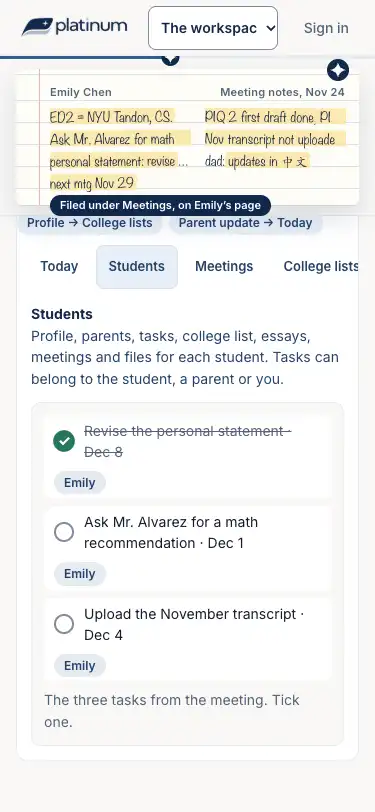 platinum
The workspac
Sign in
Emily Chen
Meeting notes, Nov 24
ED2 = NYU Tandon, CS.
Ask Mr. Alvarez for math
personal statement: revise ...
next mtg Nov 29
PIQ 2 first draft done, PI
Nov transcript not uploade
dad: updates in 中文
Filed under Meetings, on Emily's page
Profile → College lists
Parent update → Today
Today
Students
Meetings
College lists
Students
Profile, parents, tasks, college list, essays,
meetings and files for each student. Tasks can
belong to the student, a parent or you.
Revise the personal statement ·
Dec 8
Emily
Ask Mr. Alvarez for a math
recommendation · Dec 1
Emily
Upload the November transcript ·
Dec 4
Emily
The three tasks from the meeting. Tick
one.